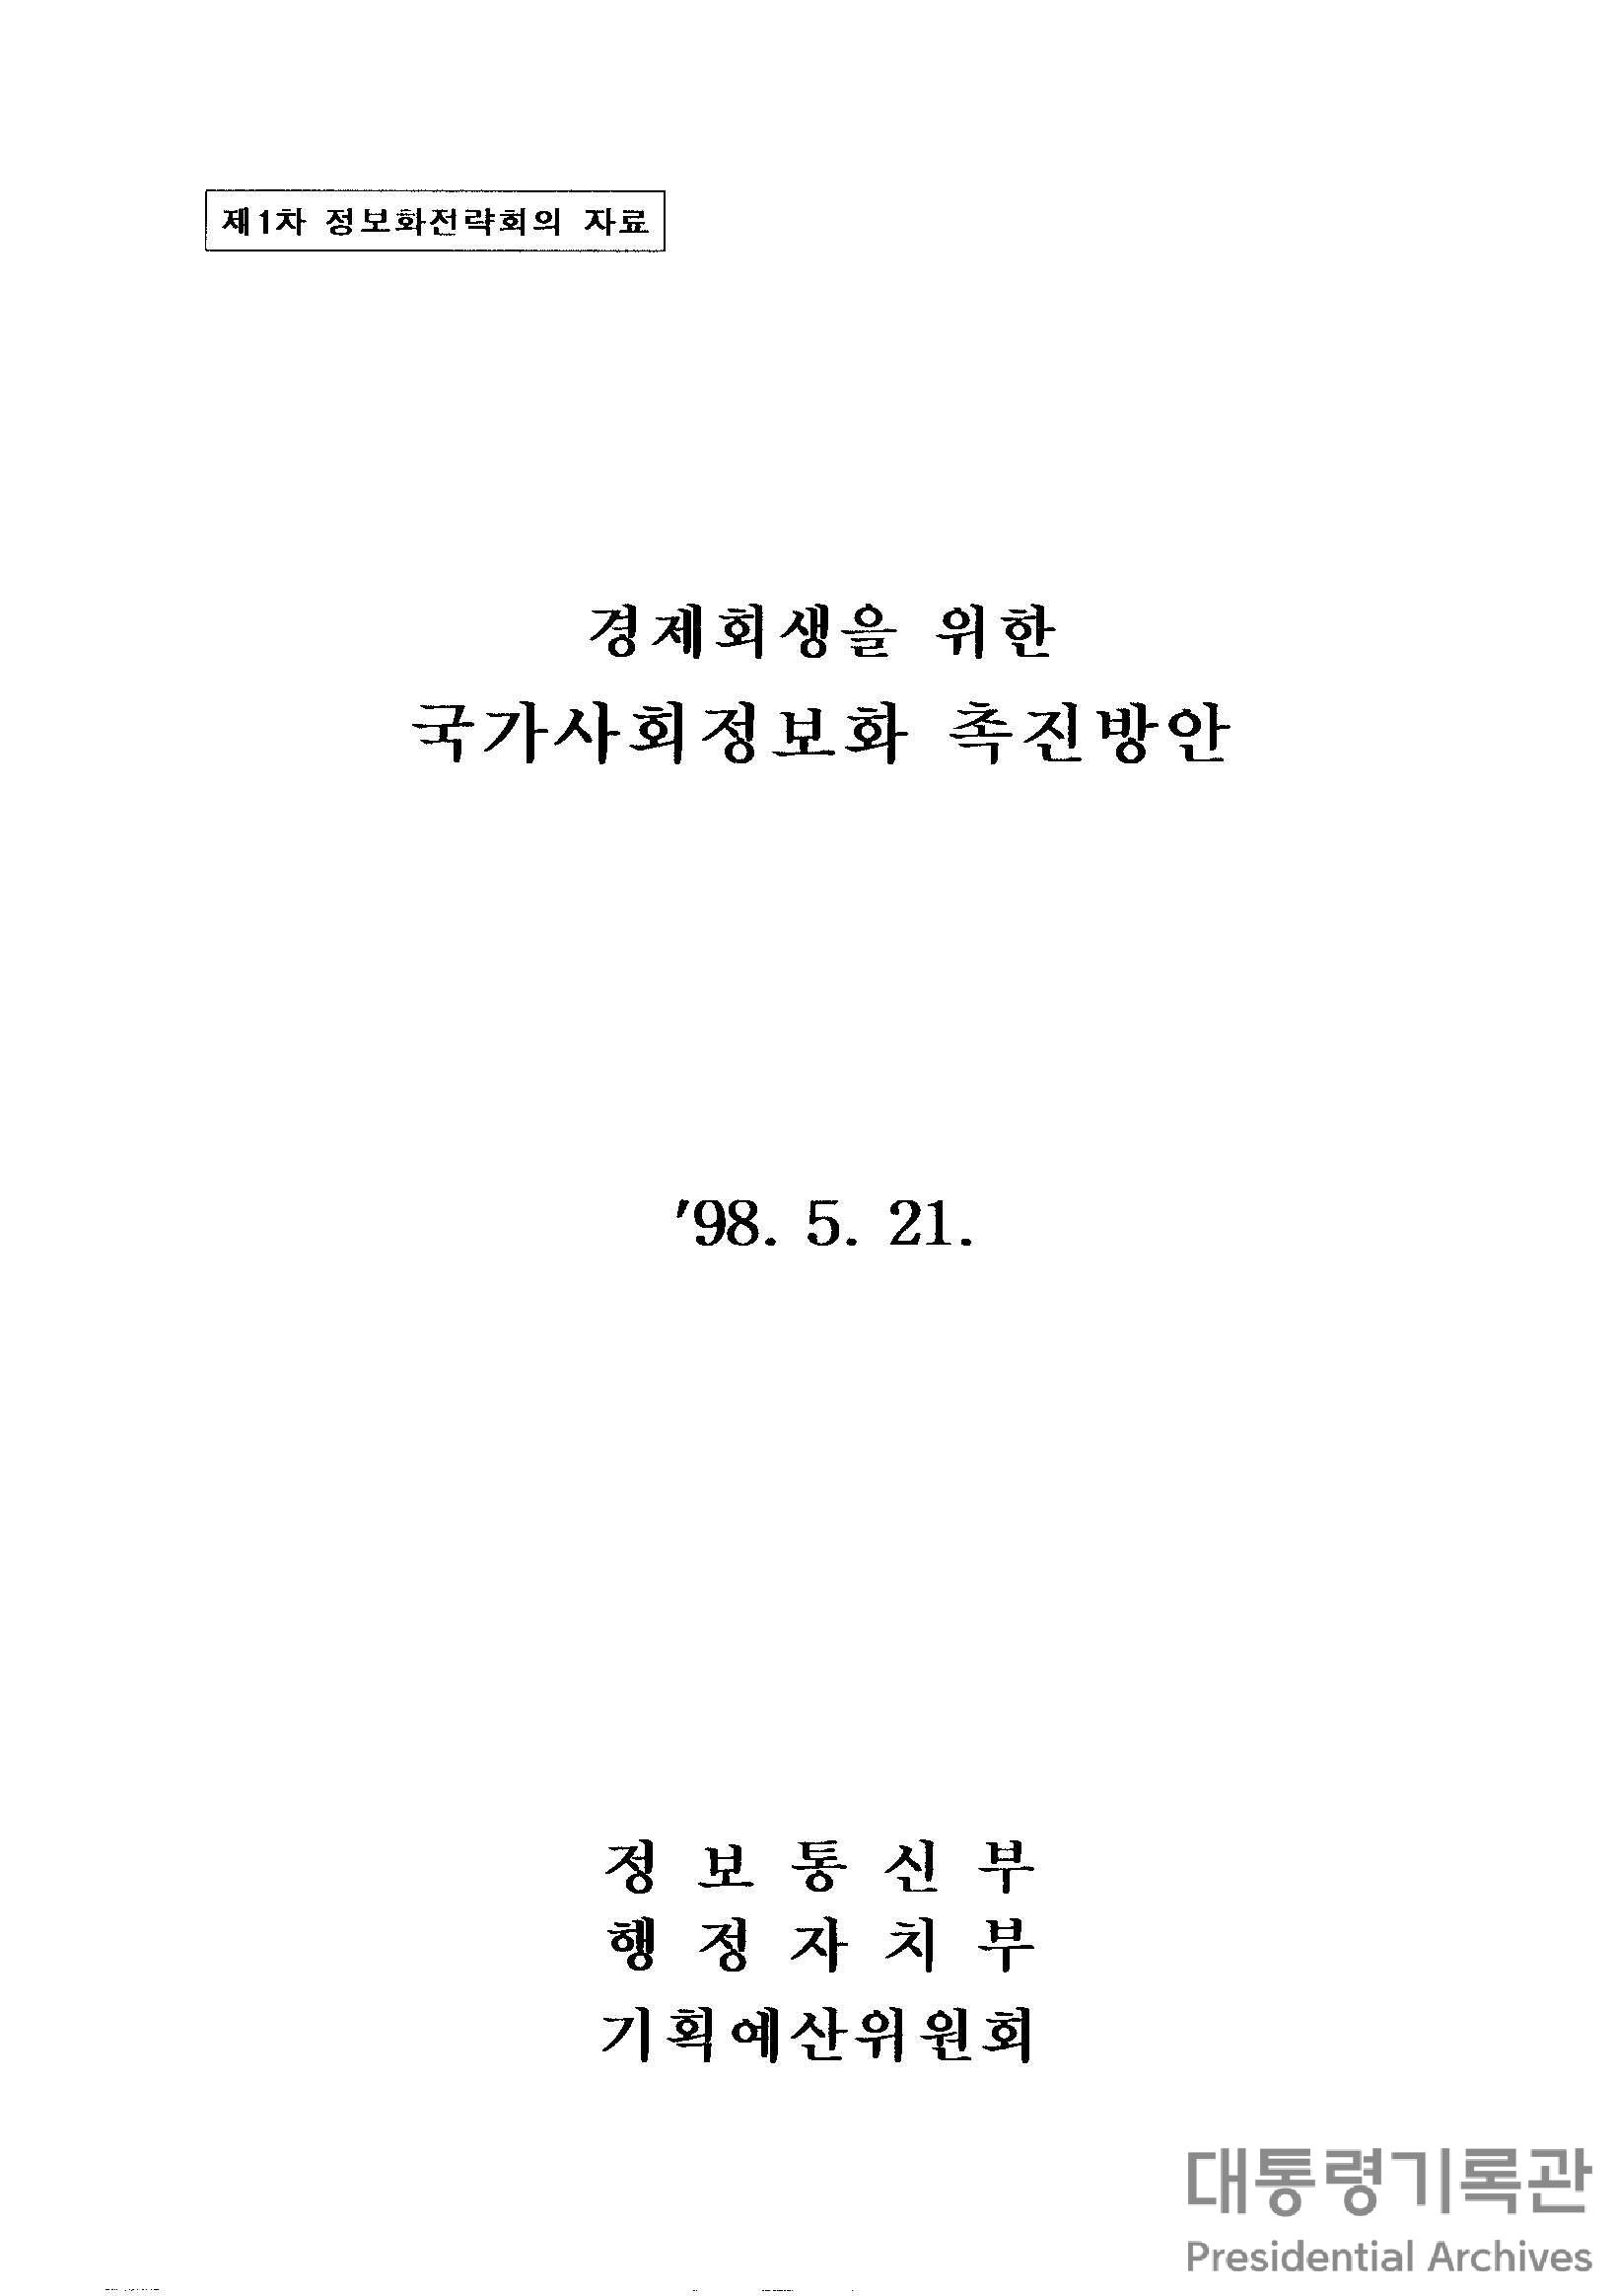 제1차 정보화전략회의 자료
경제회생을 위한
국가사회정보화 촉진방안
'98. 5. 21.
정 보 통 신 부
행 정 자 치 부
기획예산위원회
대통령기록관
Presidential Archives